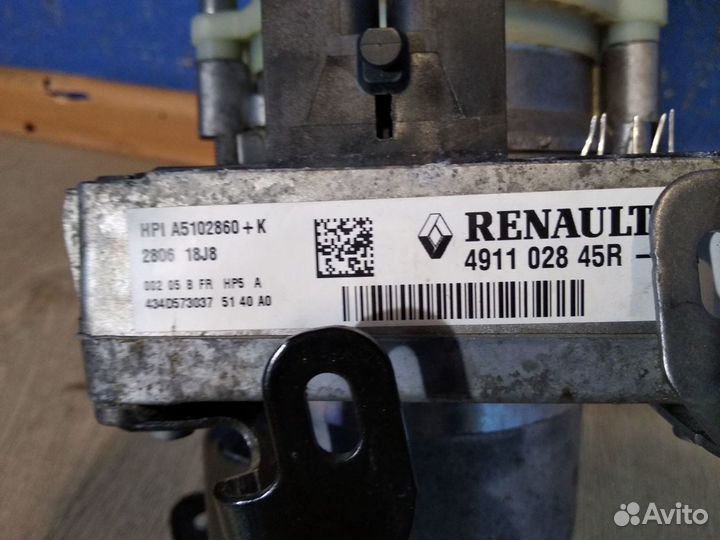 HPI A5102860+K
2806 18J8
002 05 B FR HP5 A
434D573037 51 40 A0
RENAULT
4911 028 45R -
Avito